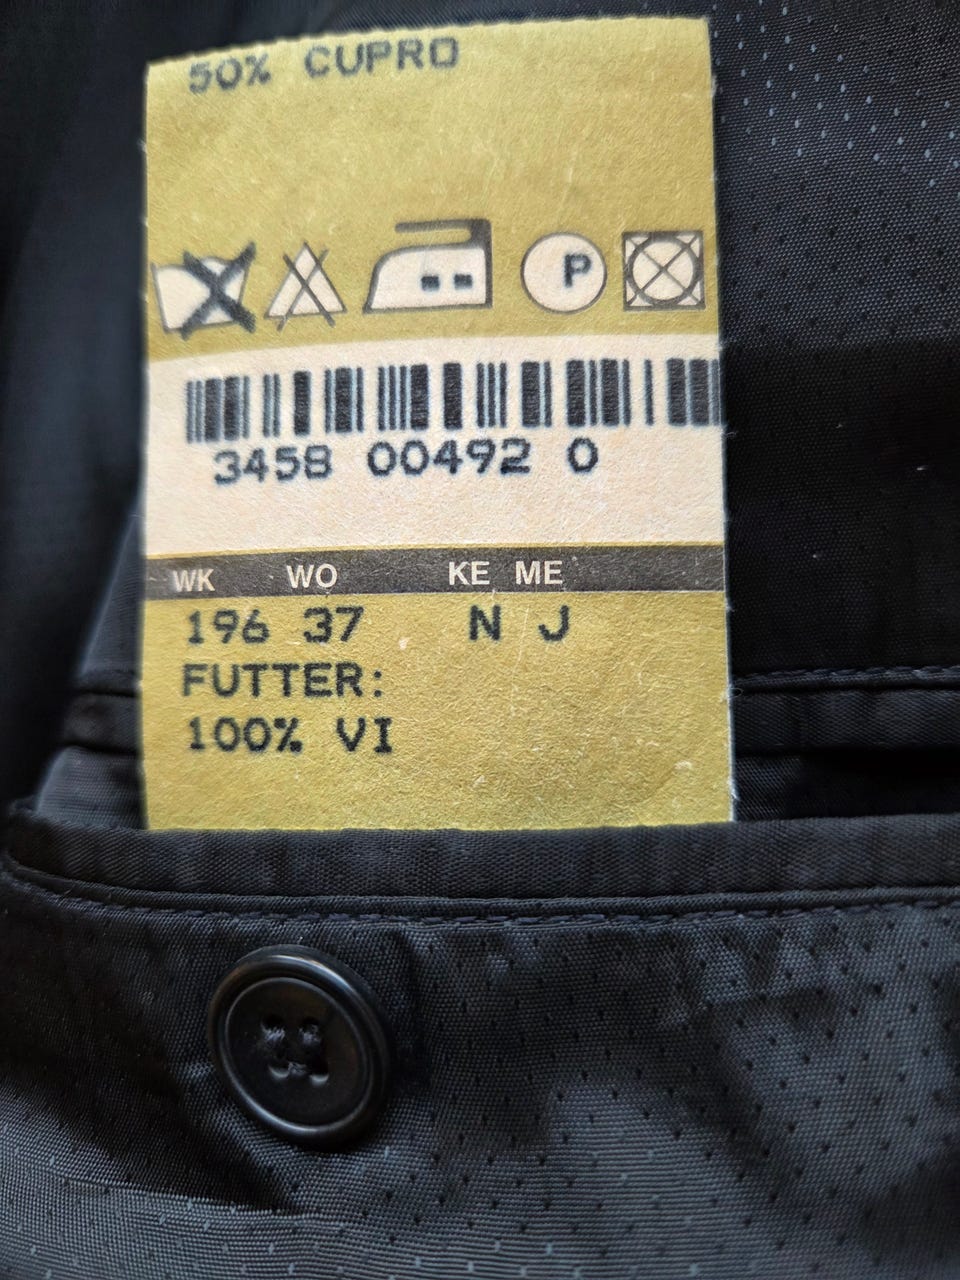 50% CUPRO
P
3458 00492 0
WK WO KE ME
196 37 N J
FUTTER:
100% VI